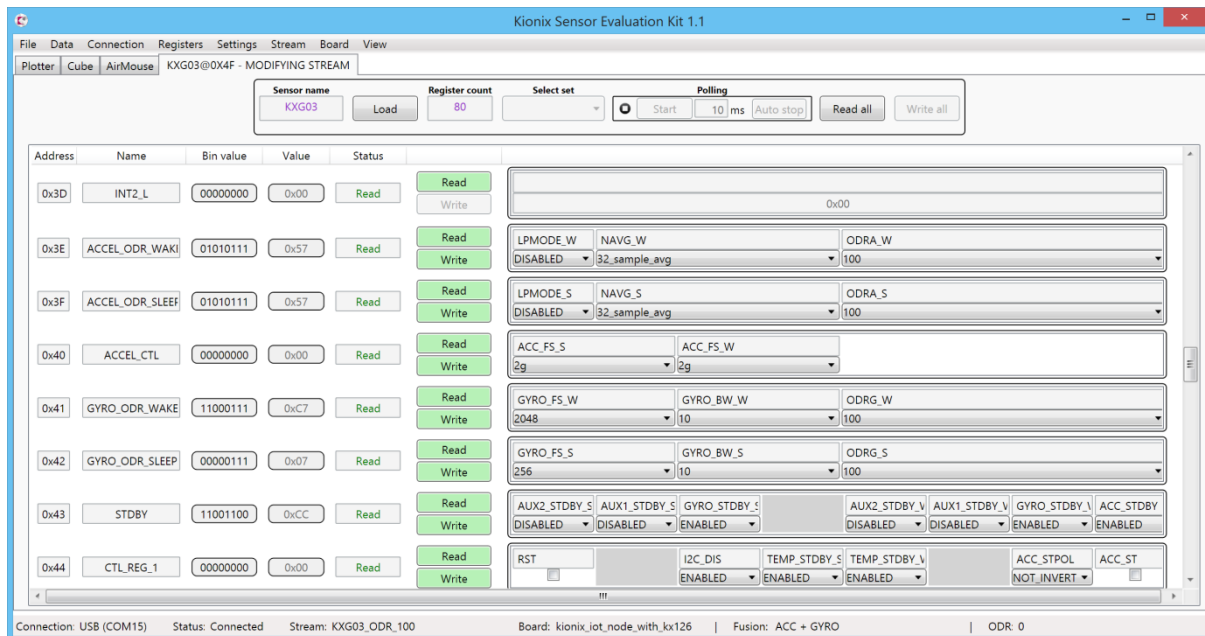 Kionix Sensor Evaluation Kit 1.1
File Data Connection Registers Settings Stream Board View
Plotter Cube AirMouse KXG03@0X4F - MODIFYING STREAM
Sensor name Register count Select set Polling
KXG03 Load 80 Start 10 ms Auto stop Read all Write all
Address Name Bin value Value Status
Read
0x3D INT2_L 00000000 0x00 Read
Write 0x00
Read LPMODE_W NAVG_W ODRA_W
0x3E ACCEL_ODR_WAKI 01010111 0x57 Read
Write DISABLED 32_sample_avg 100
Read LPMODE_S NAVG_S ODRA_S
0x3F ACCEL_ODR_SLEEF 01010111 0x57 Read
Write DISABLED 32_sample_avg 100
Read ACC_FS_S ACC_FS_W
0x40 ACCEL_CTL 00000000 0x00 Read
Write 2g 2g
Read GYRO_FS_W GYRO_BW_W ODRG_W
0x41 GYRO_ODR_WAKE 11000111 0xC7 Read
Write 2048 10 100
Read GYRO_FS_S GYRO_BW_S ODRG_S
0x42 GYRO_ODR_SLEEP 00000111 0x07 Read
Write 256 10 100
Read AUX2_STDBY_S AUX1_STDBY_S GYRO_STDBY_S AUX2_STDBY_V AUX1_STDBY_V GYRO_STDBY_V ACC_STDBY
0x43 STDBY 11001100 0xCC Read
Write DISABLED DISABLED ENABLED DISABLED DISABLED ENABLED ENABLED
Read RST I2C_DIS TEMP_STDBY_S TEMP_STDBY_V ACC_STPOL ACC_ST
0x44 CTL_REG_1 00000000 0x00 Read
Write ENABLED ENABLED ENABLED NOT_INVERT
Connection: USB (COM15) Status: Connected Stream: KXG03_ODR_100 Board: kionix_iot_node_with_kx126 | Fusion: ACC + GYRO | ODR: 0